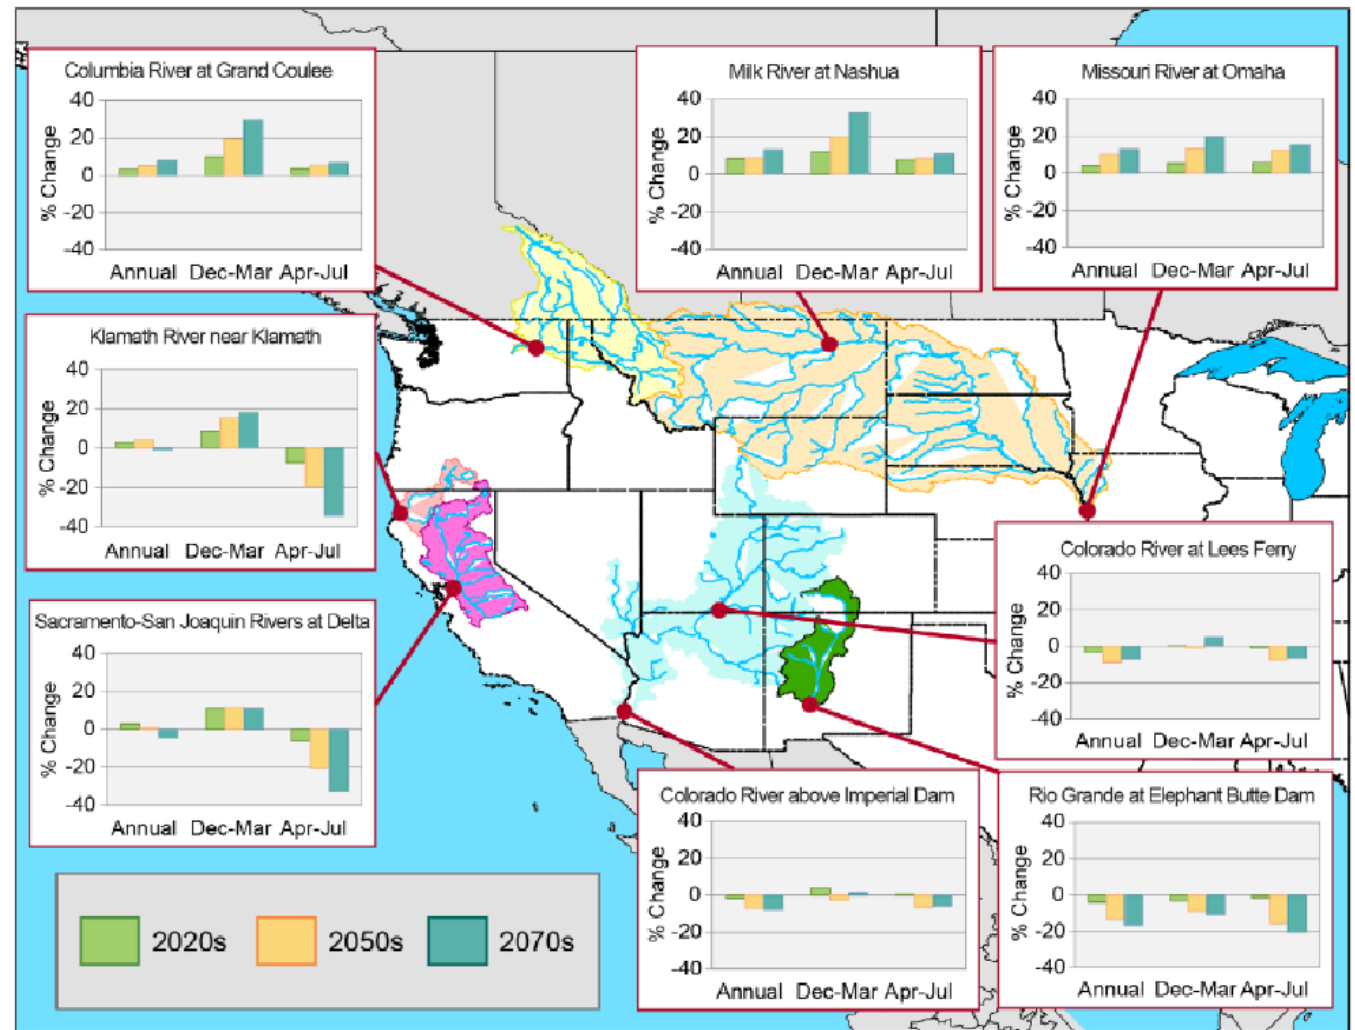 Columbia River at Grand Coulee
% Change
40
20
0
-20
-40
Annual Dec-Mar Apr-Jul
Milk River at Nashua
% Change
40
20
0
-20
-40
Annual Dec-Mar Apr-Jul
Missouri River at Omaha
% Change
40
20
0
-20
-40
Annual Dec-Mar Apr-Jul
Klamath River near Klamath
% Change
40
20
0
-20
-40
Annual Dec-Mar Apr-Jul
Colorado River at Lees Ferry
% Change
40
20
0
-20
-40
Annual Dec-Mar Apr-Jul
Sacramento-San Joaquin Rivers at Delta
% Change
40
20
0
-20
-40
Annual Dec-Mar Apr-Jul
Colorado River above Imperial Dam
% Change
40
20
0
-20
-40
Annual Dec-Mar Apr-Jul
Rio Grande at Elephant Butte Dam
% Change
40
20
0
-20
-40
Annual Dec-Mar Apr-Jul
2020s 2050s 2070s